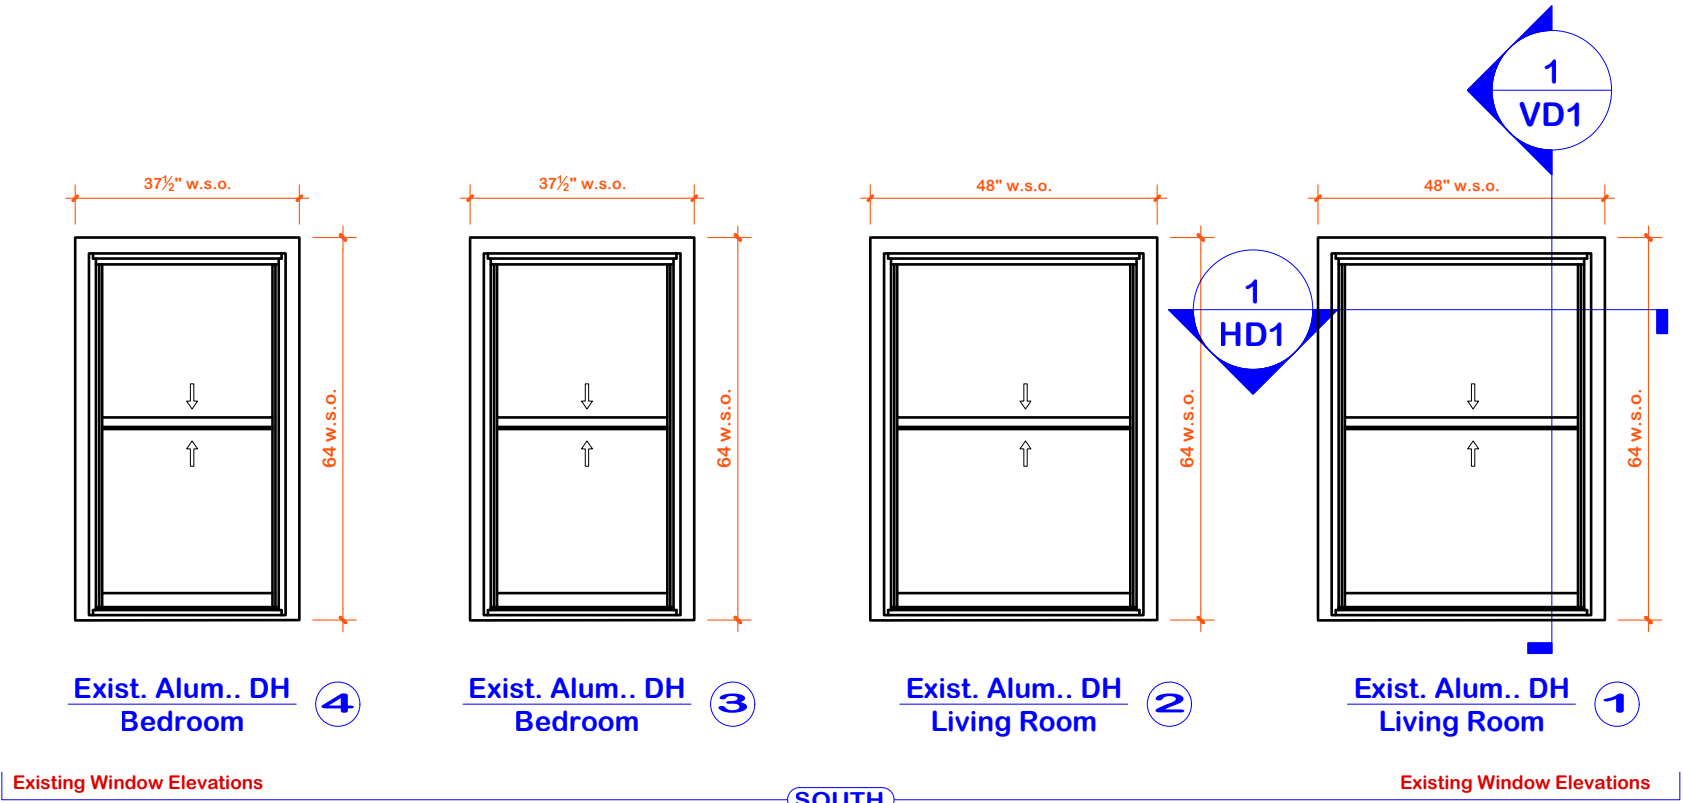 1
VD1
37½" w.s.o.
37½" w.s.o.
48" w.s.o.
48" w.s.o.
1
HD1
64 w.s.o.
64 w.s.o.
64 w.s.o.
64 w.s.o.
Exist. Alum.. DH
Bedroom
4
Exist. Alum.. DH
Bedroom
3
Exist. Alum.. DH
Living Room
2
Exist. Alum.. DH
Living Room
1
Existing Window Elevations
Existing Window Elevations
SOUTH